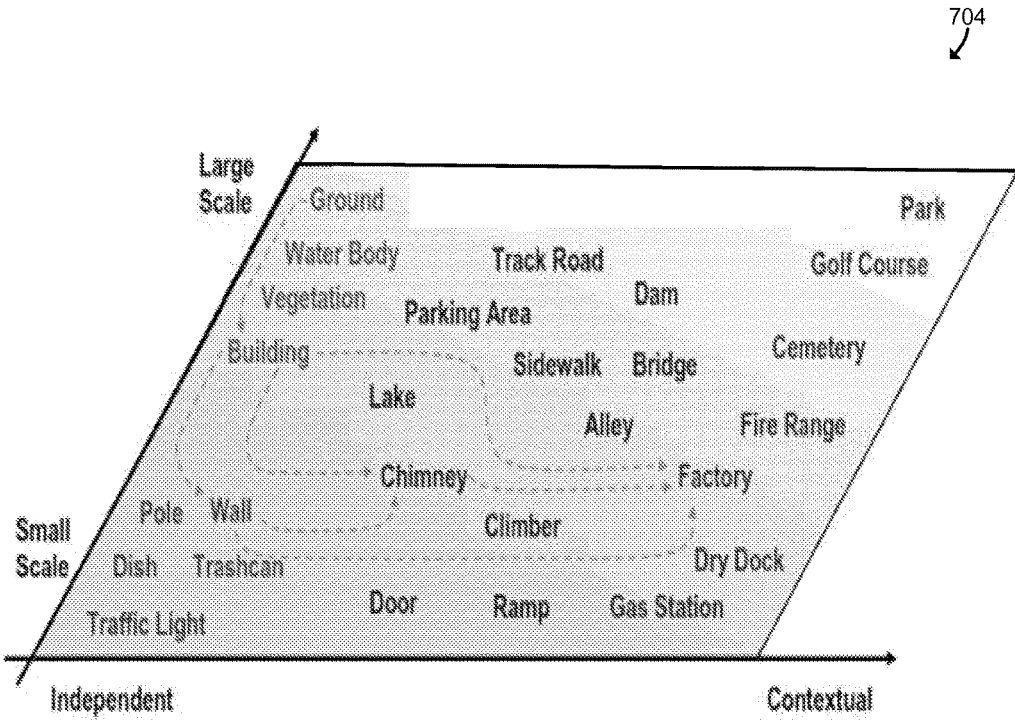 704
Large
Scale
Ground
Park
Water Body
Track Road
Golf Course
Vegetation
Dam
Parking Area
Building
Sidewalk
Bridge
Cemetery
Lake
Alley
Fire Range
Chimney
Factory
Pole
Wall
Climber
Small
Scale
Dish
Trashcan
Dry Dock
Door
Ramp
Gas Station
Traffic Light
Independent
Contextual